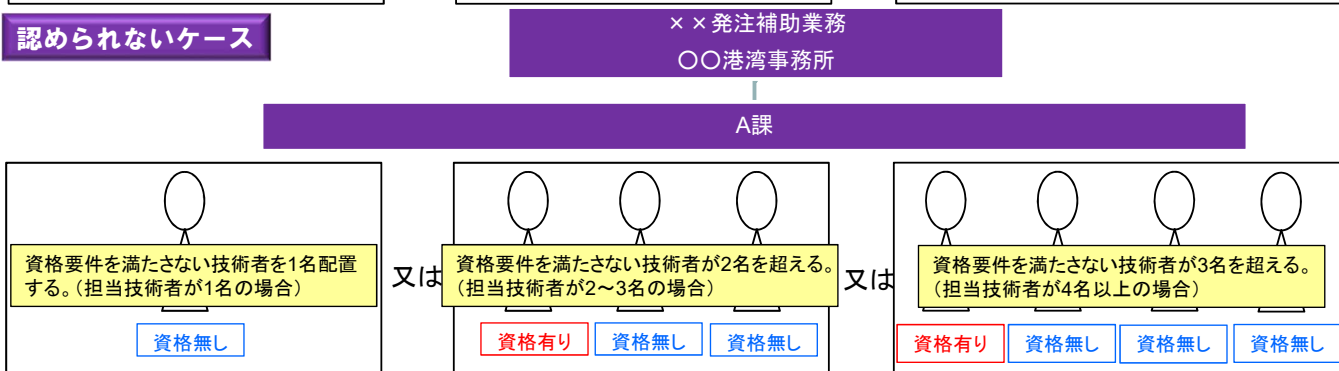 認められないケース
××発注補助業務
〇〇港湾事務所
A課
資格要件を満たさない技術者を1名配置
する。(担当技術者が1名の場合)
資格無し
又は
資格要件を満たさない技術者が2名を超える。
(担当技術者が2～3名の場合)
資格有り
資格無し
資格無し
又は
資格要件を満たさない技術者が3名を超える。
(担当技術者が4名以上の場合)
資格有り
資格無し
資格無し
資格無し